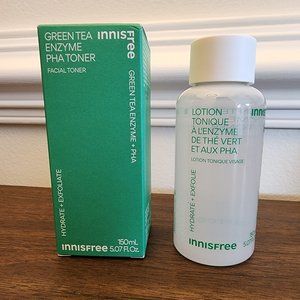 GREEN TEA
ENZYME
PHA TONER
FACIAL TONER
innisfree
GREEN TEA ENZYME + PHA
HYDRATE + EXFOLIATE
innisfree
150mL
5.07 Fl.Oz.
LOTION
TONIQUE
À L'ENZYME
DE THÉ VERT
ET AUX PHA
LOTION TONIQUE VISAGE
HYDRATE + EXFOLIE
innisfree